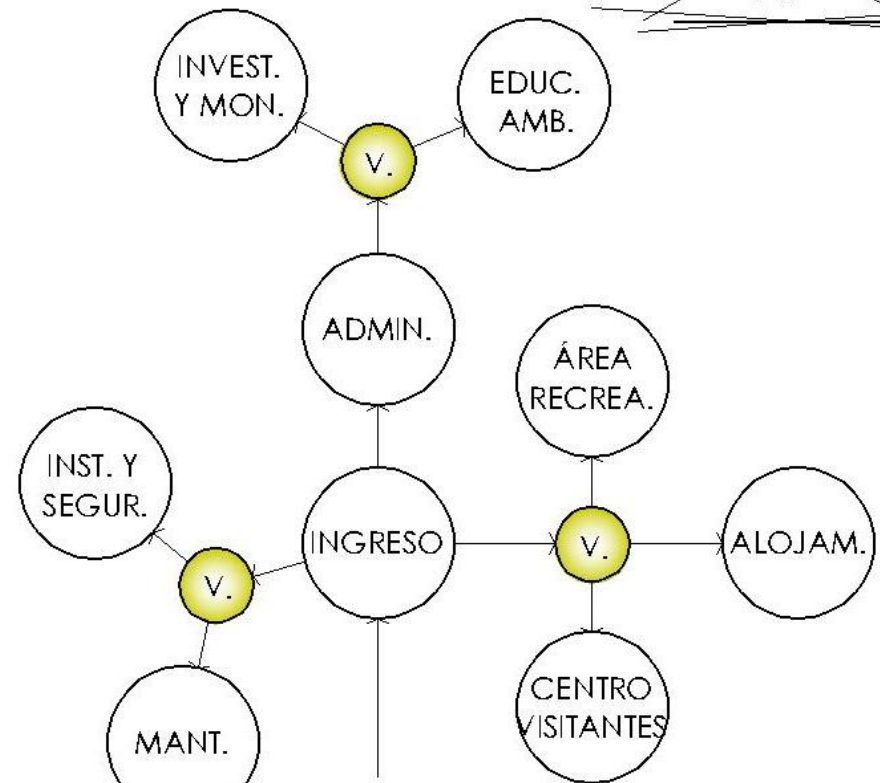 INVEST.
Y MON.
EDUC.
AMB.
V.
ADMIN.
ÁREA
RECREA.
INST. Y
SEGUR.
INGRESO
V.
ALOJAM.
V.
CENTRO
VISITANTES
MANT.